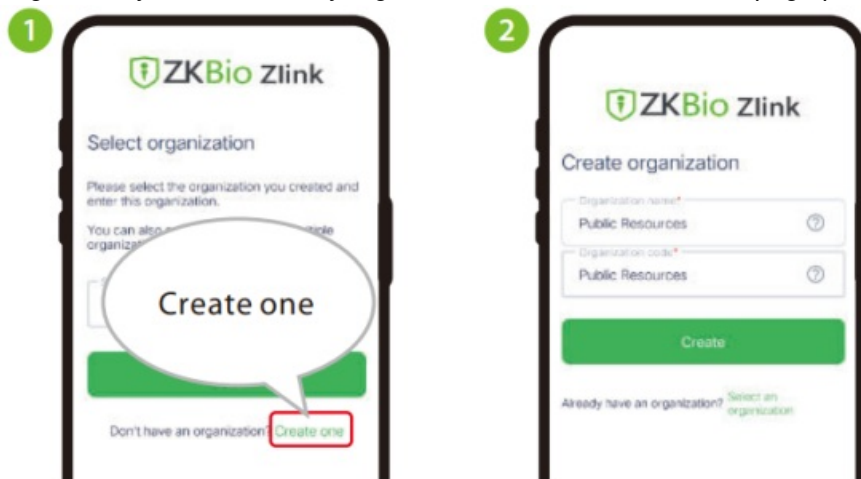 1
ZKBio Zlink
Select organization
Please select the organization you created and
enter this organization.
You can also
Create one
Don't have an organization? Create one
2
ZKBio Zlink
Create organization
Organization name*
Public Resources
Organization code*
Public Resources
Create
Already have an organization? Select an
organization